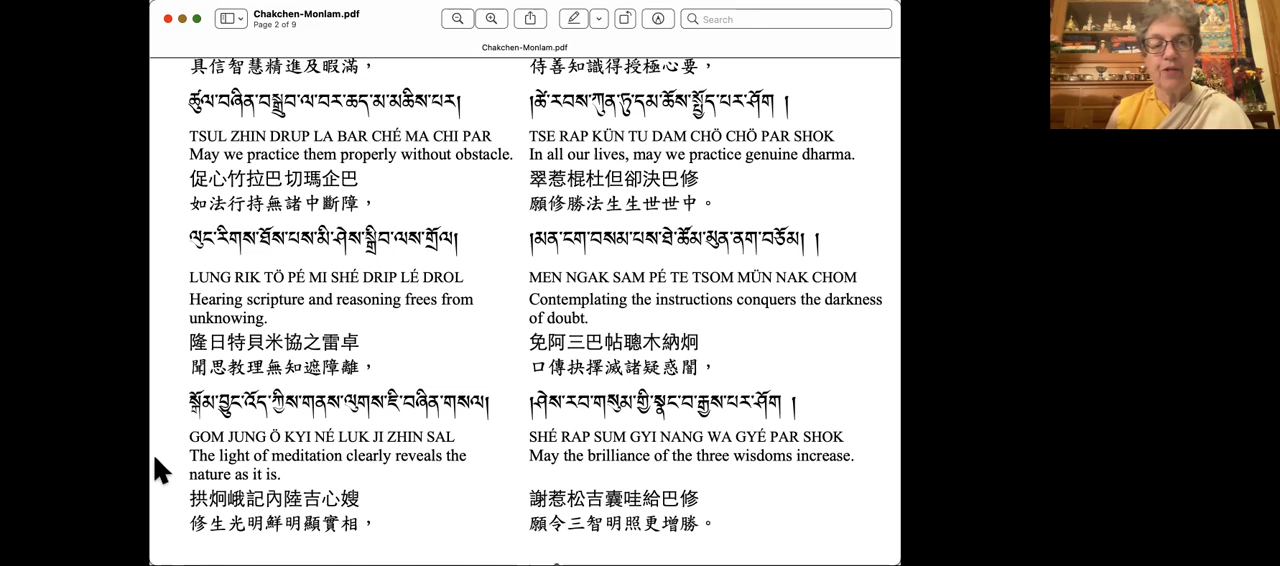 Chakchen-Monlam.pdf
Page 2 of 9
Search
Chakchen-Monlam.pdf
具信智慧精進及暇滿，
侍善知識得授極心要，
ཚུལ་བཞིན་བསྒྲུབ་ལ་བར་ཆད་མ་མཆིས་པར།
།ཚེ་རབས་ཀུན་ཏུ་དམ་ཆོས་སྤྱོད་པར་ཤོག །
TSUL ZHIN DRUP LA BAR CHÉ MA CHI PAR
TSE RAP KÜN TU DAM CHÖ CHÖ PAR SHOK
May we practice them properly without obstacle.
In all our lives, may we practice genuine dharma.
促心竹拉巴切瑪企巴
翠惹棍杜但卻決巴修
如法行持無諸中斷障，
願修勝法生生世世中。
ལུང་རིགས་ཐོས་པས་མི་ཤེས་སྒྲིབ་ལས་གྲོལ།
།མན་ངག་བསམ་པས་ཐེ་ཚོམ་མུན་ནག་བཅོམ། །
LUNG RIK TÖ PÉ MI SHÉ DRIP LÉ DROL
MEN NGAK SAM PÉ TE TSOM MÜN NAK CHOM
Hearing scripture and reasoning frees from
unknowing.
Contemplating the instructions conquers the darkness
of doubt.
隆日特貝米協之雷卓
免阿三巴帖聰木納炯
聞思教理無知遮障離，
口傳抉擇滅諸疑惑闇，
སྒོམ་བྱུང་འོད་ཀྱིས་གནས་ལུགས་ཇི་བཞིན་གསལ།
།ཤེས་རབ་གསུམ་གྱི་སྣང་བ་རྒྱས་པར་ཤོག །
GOM JUNG Ö KYI NÉ LUK JI ZHIN SAL
SHÉ RAP SUM GYI NANG WA GYÉ PAR SHOK
The light of meditation clearly reveals the
nature as it is.
May the brilliance of the three wisdoms increase.
拱炯峨記內陸吉心嫂
謝惹松吉囊哇給巴修
修生光明鮮明顯實相，
願令三智明照更增勝。